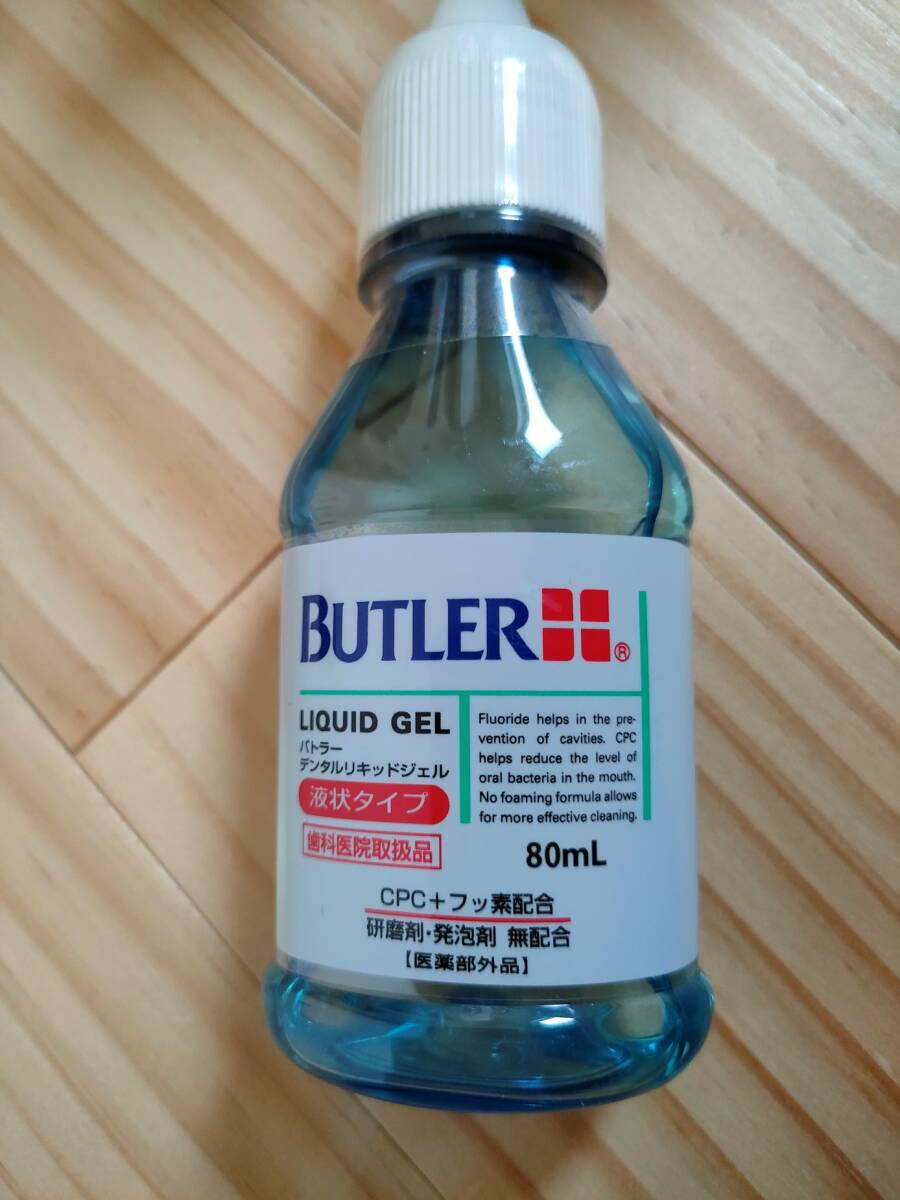 BUTLER®
LIQUID GEL
バトラー
デンタルリキッドジェル
液状タイプ
歯科医院取扱品
Fluoride helps in the pre-
vention of cavities. CPC
helps reduce the level of
oral bacteria in the mouth.
No foaming formula allows
for more effective cleaning.
80mL
CPC＋フッ素配合
研磨剤・発泡剤 無配合
【医薬部外品】